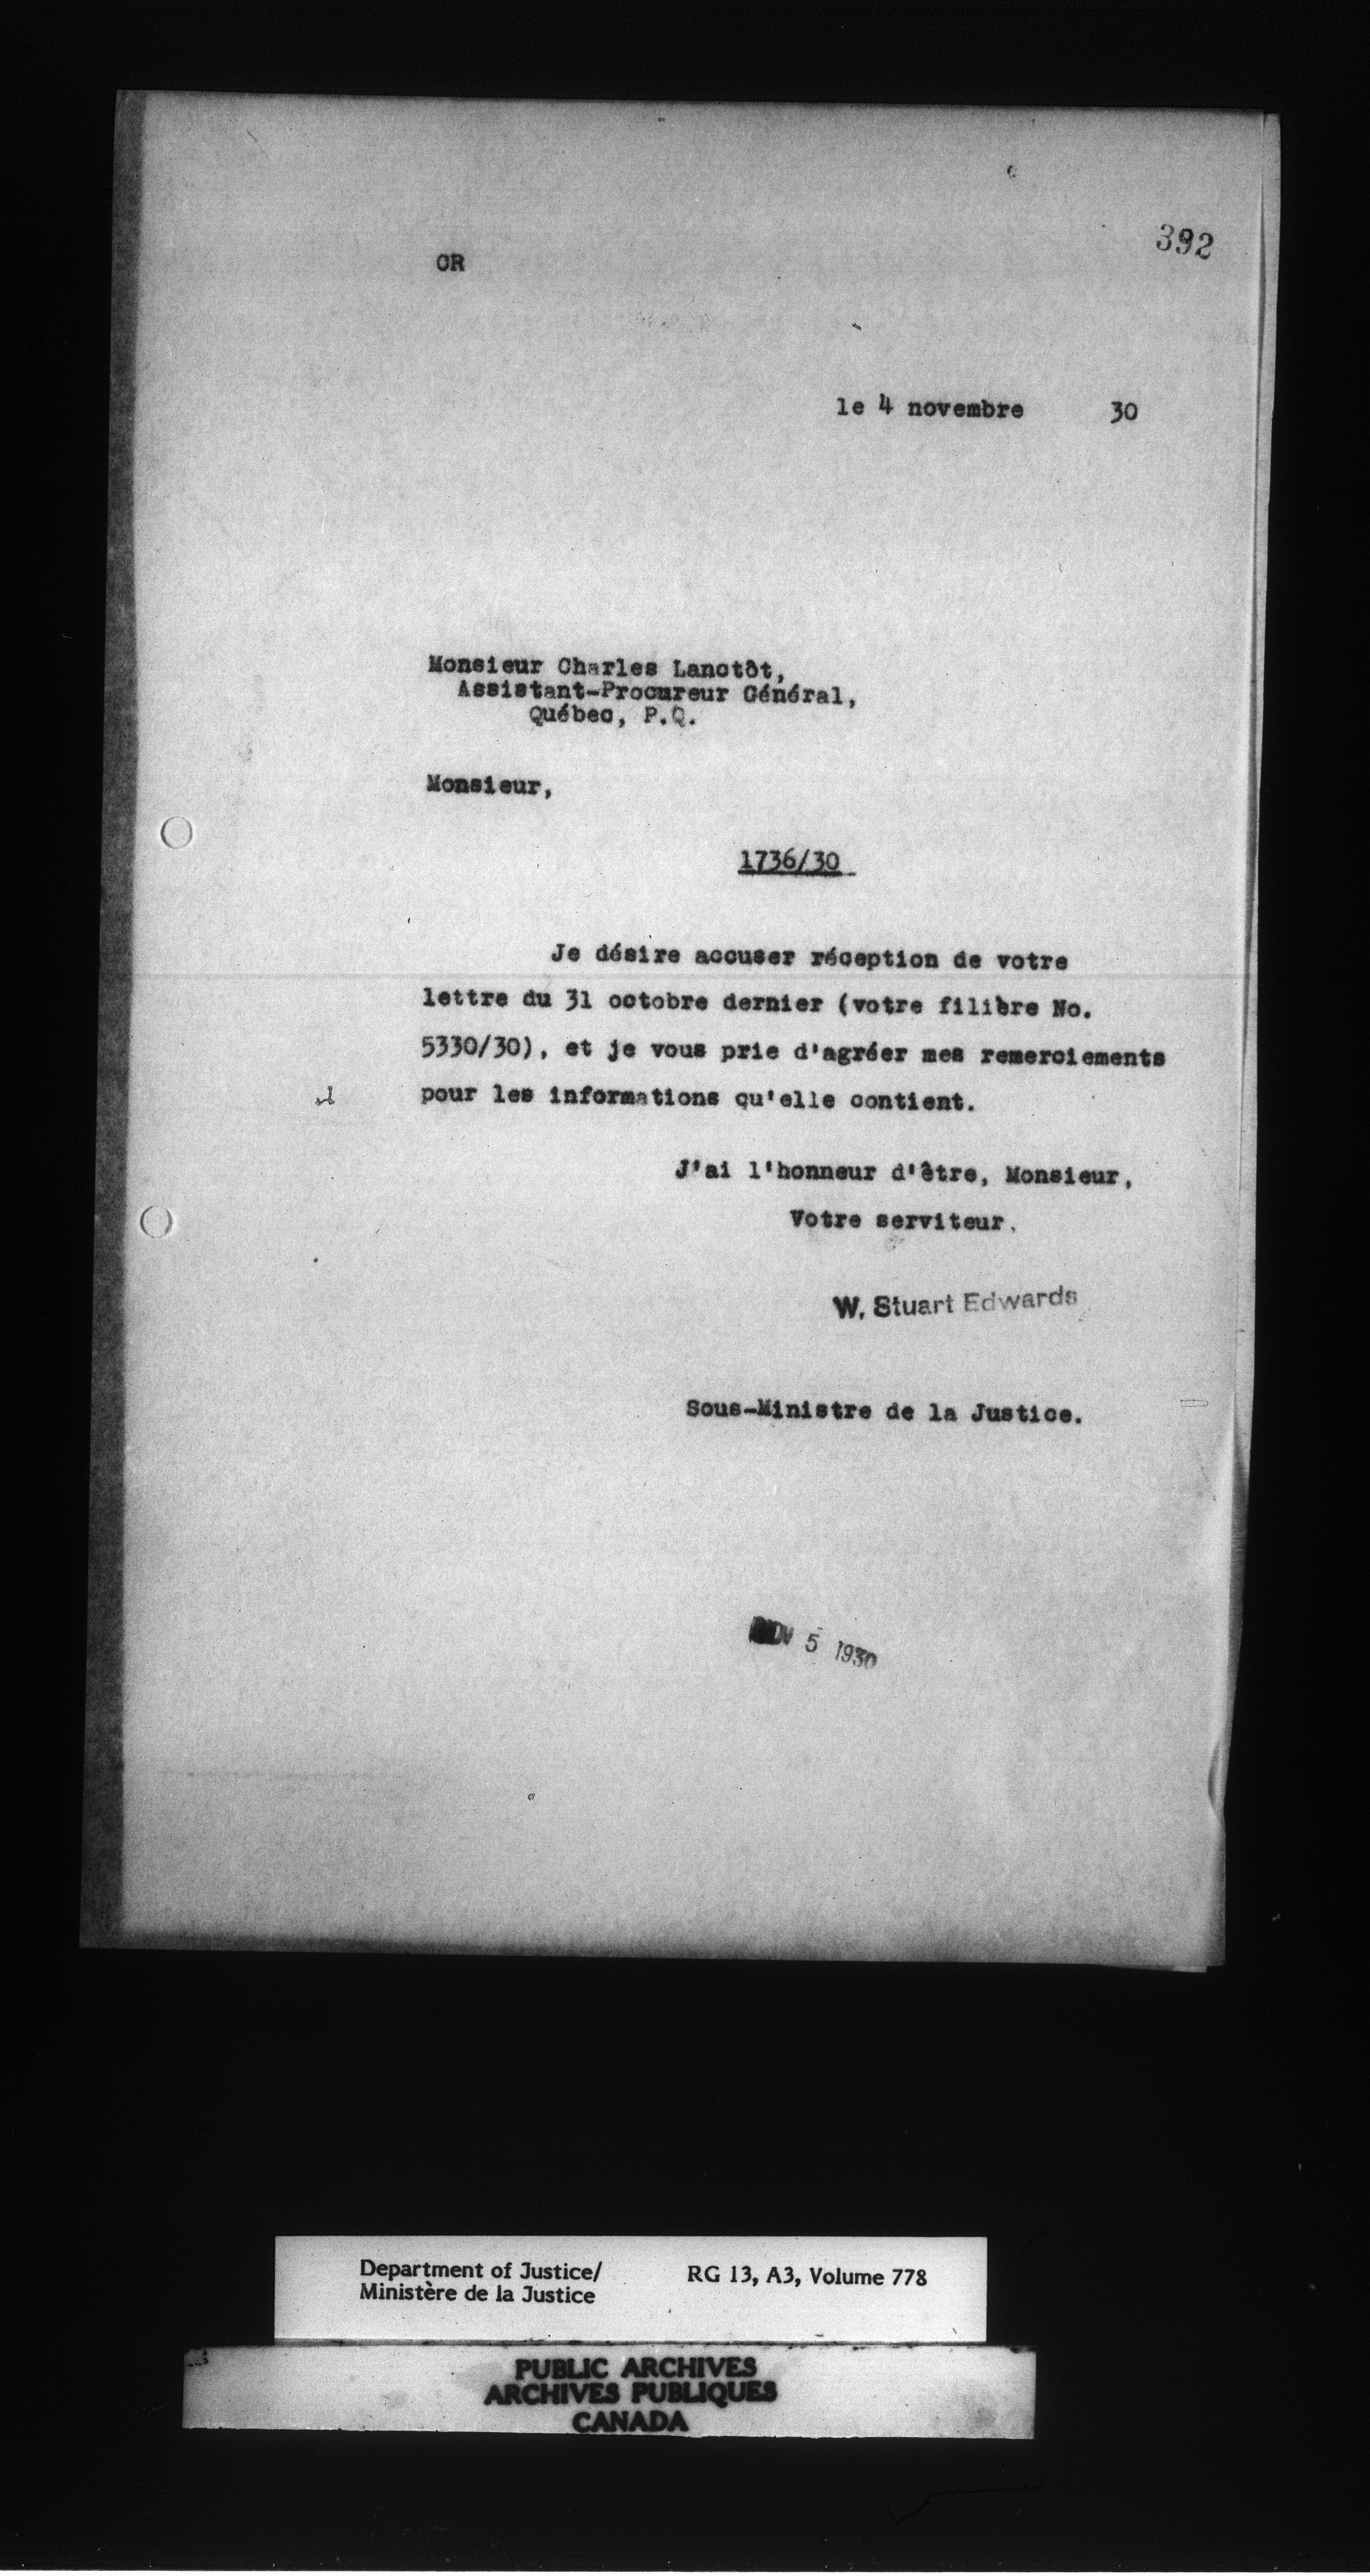 392
CR
le 4 novembre 30
Monsieur Charles Lanctôt,
Assistant-Procureur Général,
Québec, P.Q.
Monsieur,
1736/30
Je désire accuser réception de votre
lettre du 31 octobre dernier (votre filière No.
5330/30), et je vous prie d'agréer mes remerciements
pour les informations qu'elle contient.
J'ai l'honneur d'être, Monsieur,
Votre serviteur.
W. Stuart Edwards
Sous-Ministre de la Justice.
NOV 5 1930
Department of Justice/ RG 13, A3, Volume 778
Ministère de la Justice
PUBLIC ARCHIVES
ARCHIVES PUBLIQUES
CANADA